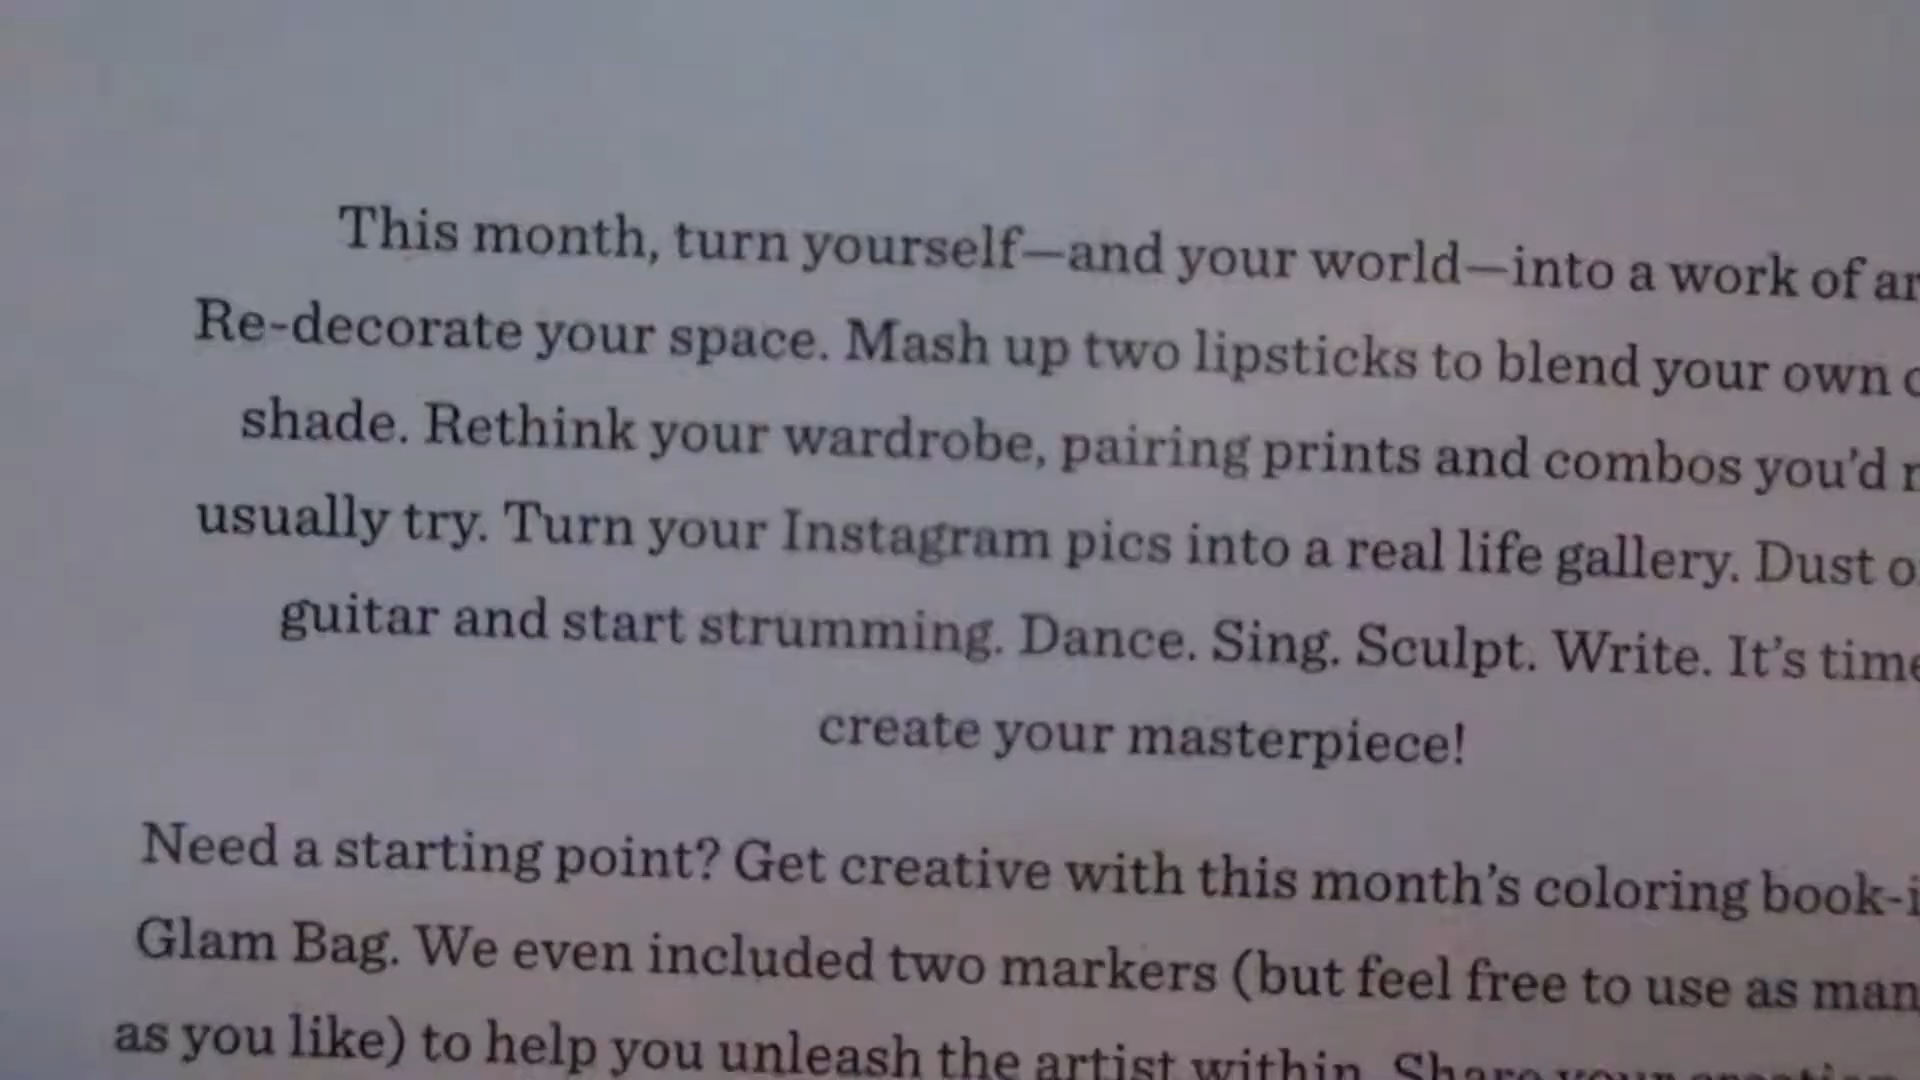 This month, turn yourself—and your world—into a work of
Re-decorate your space. Mash up two lipsticks to blend your own
shade. Rethink your wardrobe, pairing prints and combos you'd
usually try. Turn your Instagram pics into a real life gallery. Dust
guitar and start strumming. Dance. Sing. Sculpt. Write. It's
create your masterpiece!
Need a starting point? Get creative with this month's coloring book-
Glam Bag. We even included two markers (but feel free to use as
as you like) to help you unleash the artist within. Share your